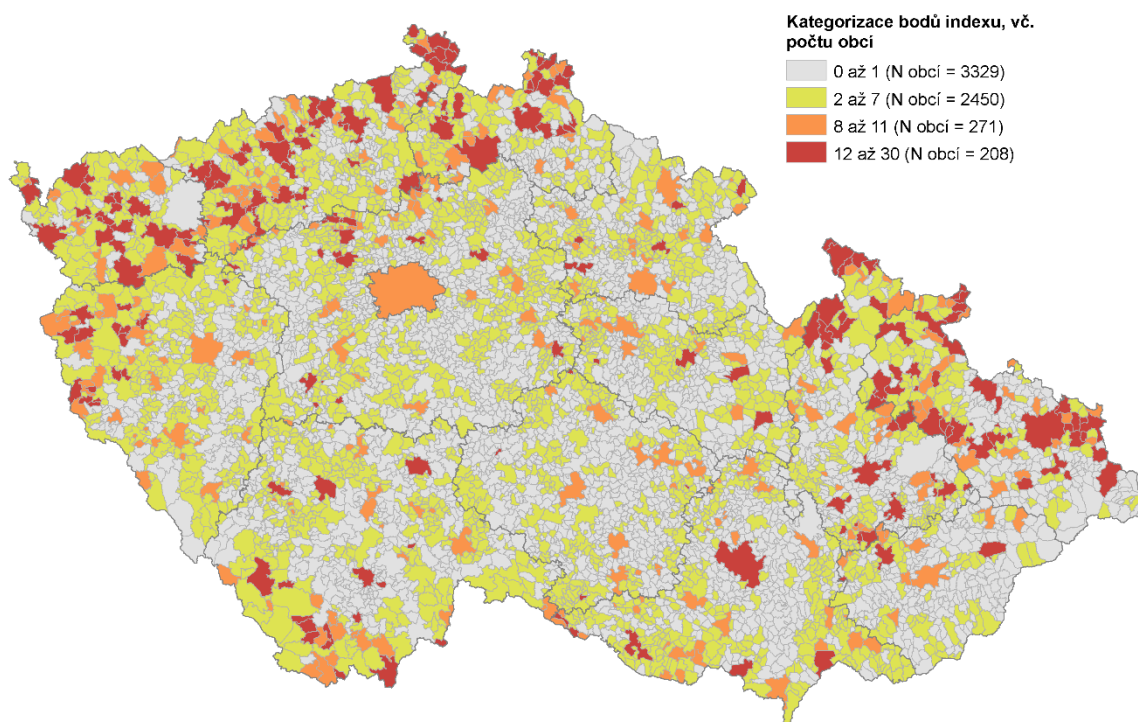 Kategorizace bodů indexu, vč.
počtu obcí
0 až 1 (N obcí = 3329)
2 až 7 (N obcí = 2450)
8 až 11 (N obcí = 271)
12 až 30 (N obcí = 208)